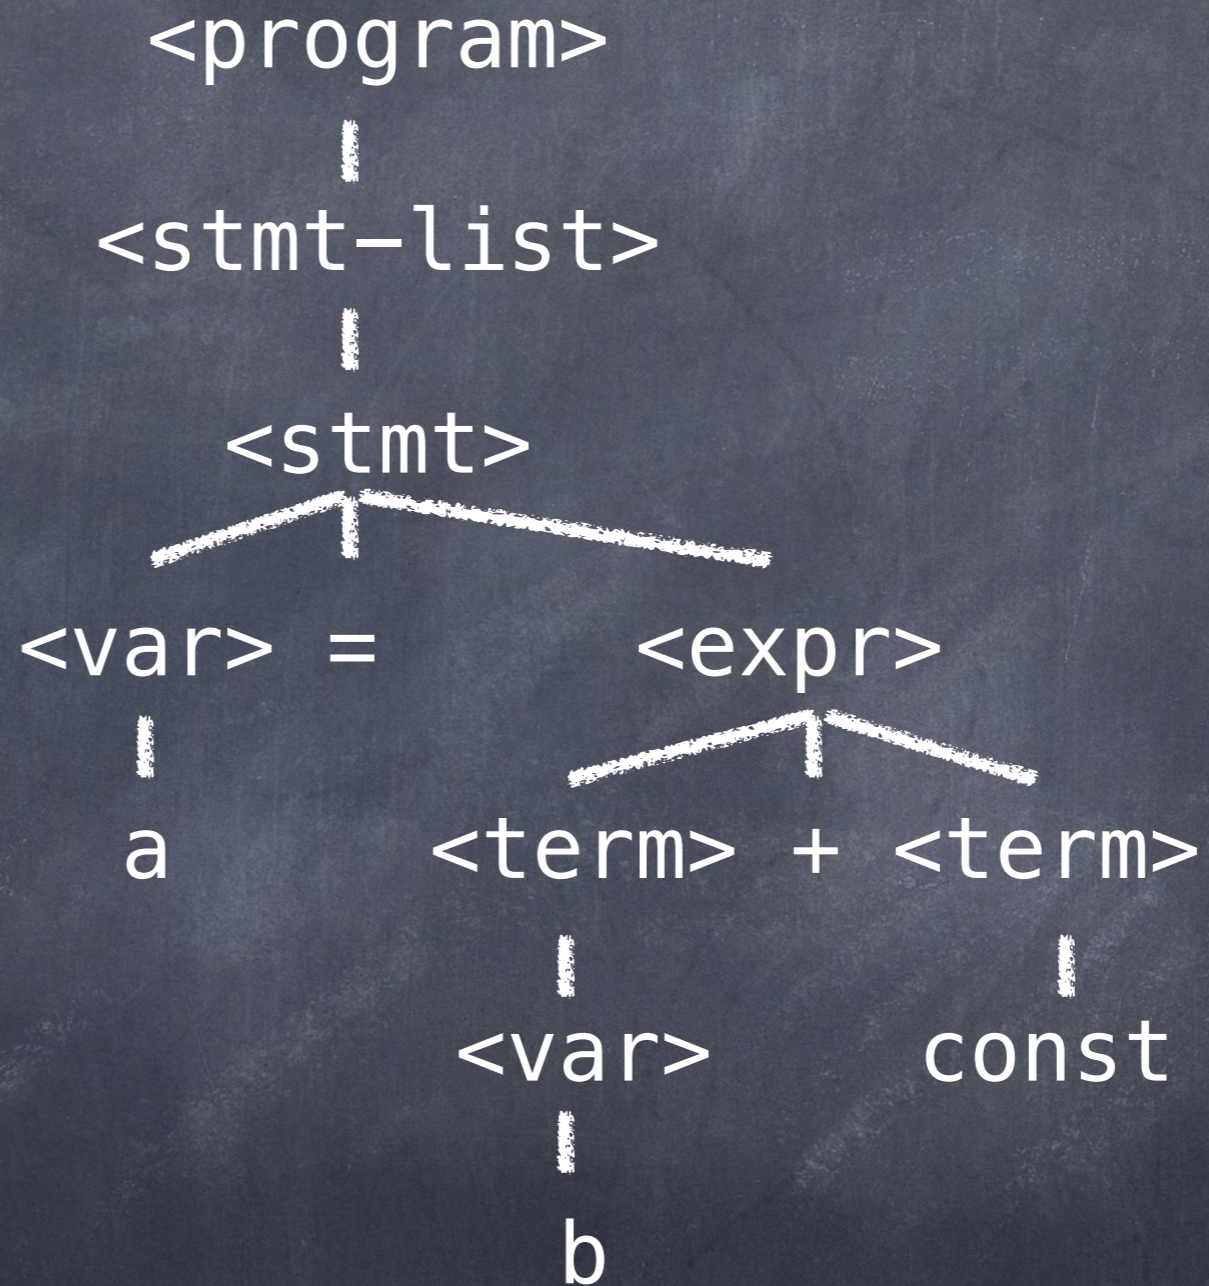 <program>
<stmt-list>
<stmt>
<var> = <expr>
a <term> + <term>
<var> const
b